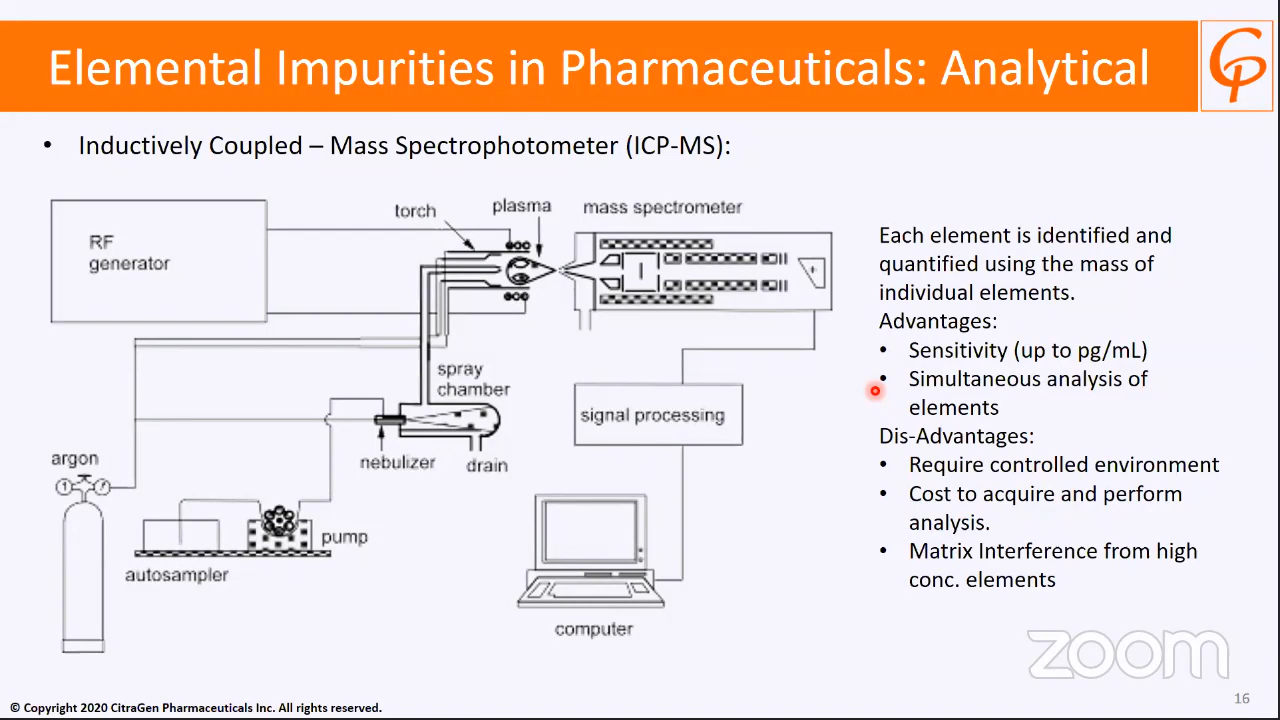 Elemental Impurities in Pharmaceuticals: Analytical
• Inductively Coupled – Mass Spectrophotometer (ICP-MS):
RF
generator
torch
plasma
mass spectrometer
spray
chamber
nebulizer
drain
argon
autosampler
pump
signal processing
computer
Each element is identified and
quantified using the mass of
individual elements.
Advantages:
• Sensitivity (up to pg/mL)
• Simultaneous analysis of
elements
Dis-Advantages:
• Require controlled environment
• Cost to acquire and perform
analysis.
• Matrix Interference from high
conc. elements
zoom
© Copyright 2020 CitraGen Pharmaceuticals Inc. All rights reserved.
16